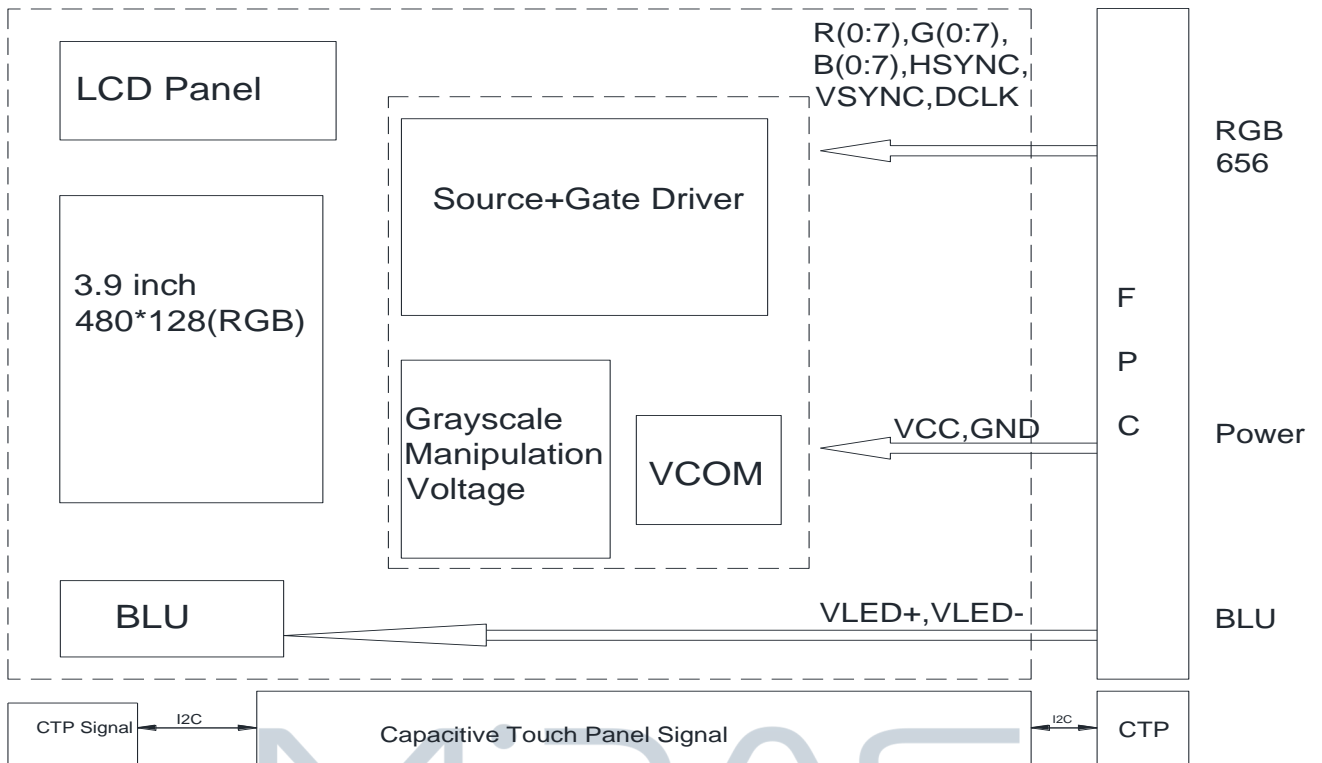 R(0:7),G(0:7),
B(0:7),HSYNC,
VSYNC,DCLK
LCD Panel
RGB
656
Source+Gate Driver
3.9 inch
480*128(RGB)
F
P
C
Grayscale
Manipulation
Voltage
VCOM
VCC,GND
Power
BLU
VLED+,VLED-
BLU
CTP Signal
I2C
Capacitive Touch Panel Signal
I2C
CTP